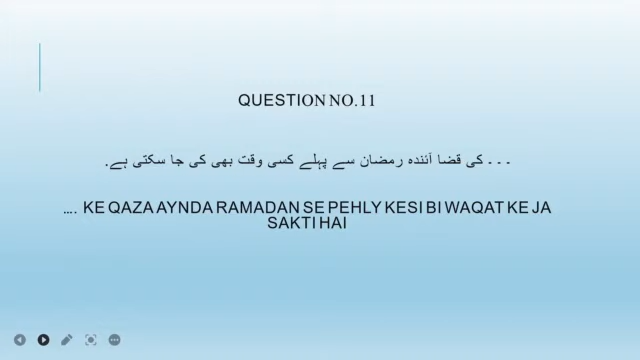 QUESTION NO.11
۔۔۔ کی قضا آئندہ رمضان سے پہلے کسی وقت بھی کی جا سکتی ہے.
.... KE QAZA AYNDA RAMADAN SE PEHLY KESI BI WAQAT KE JA
SAKTI HAI